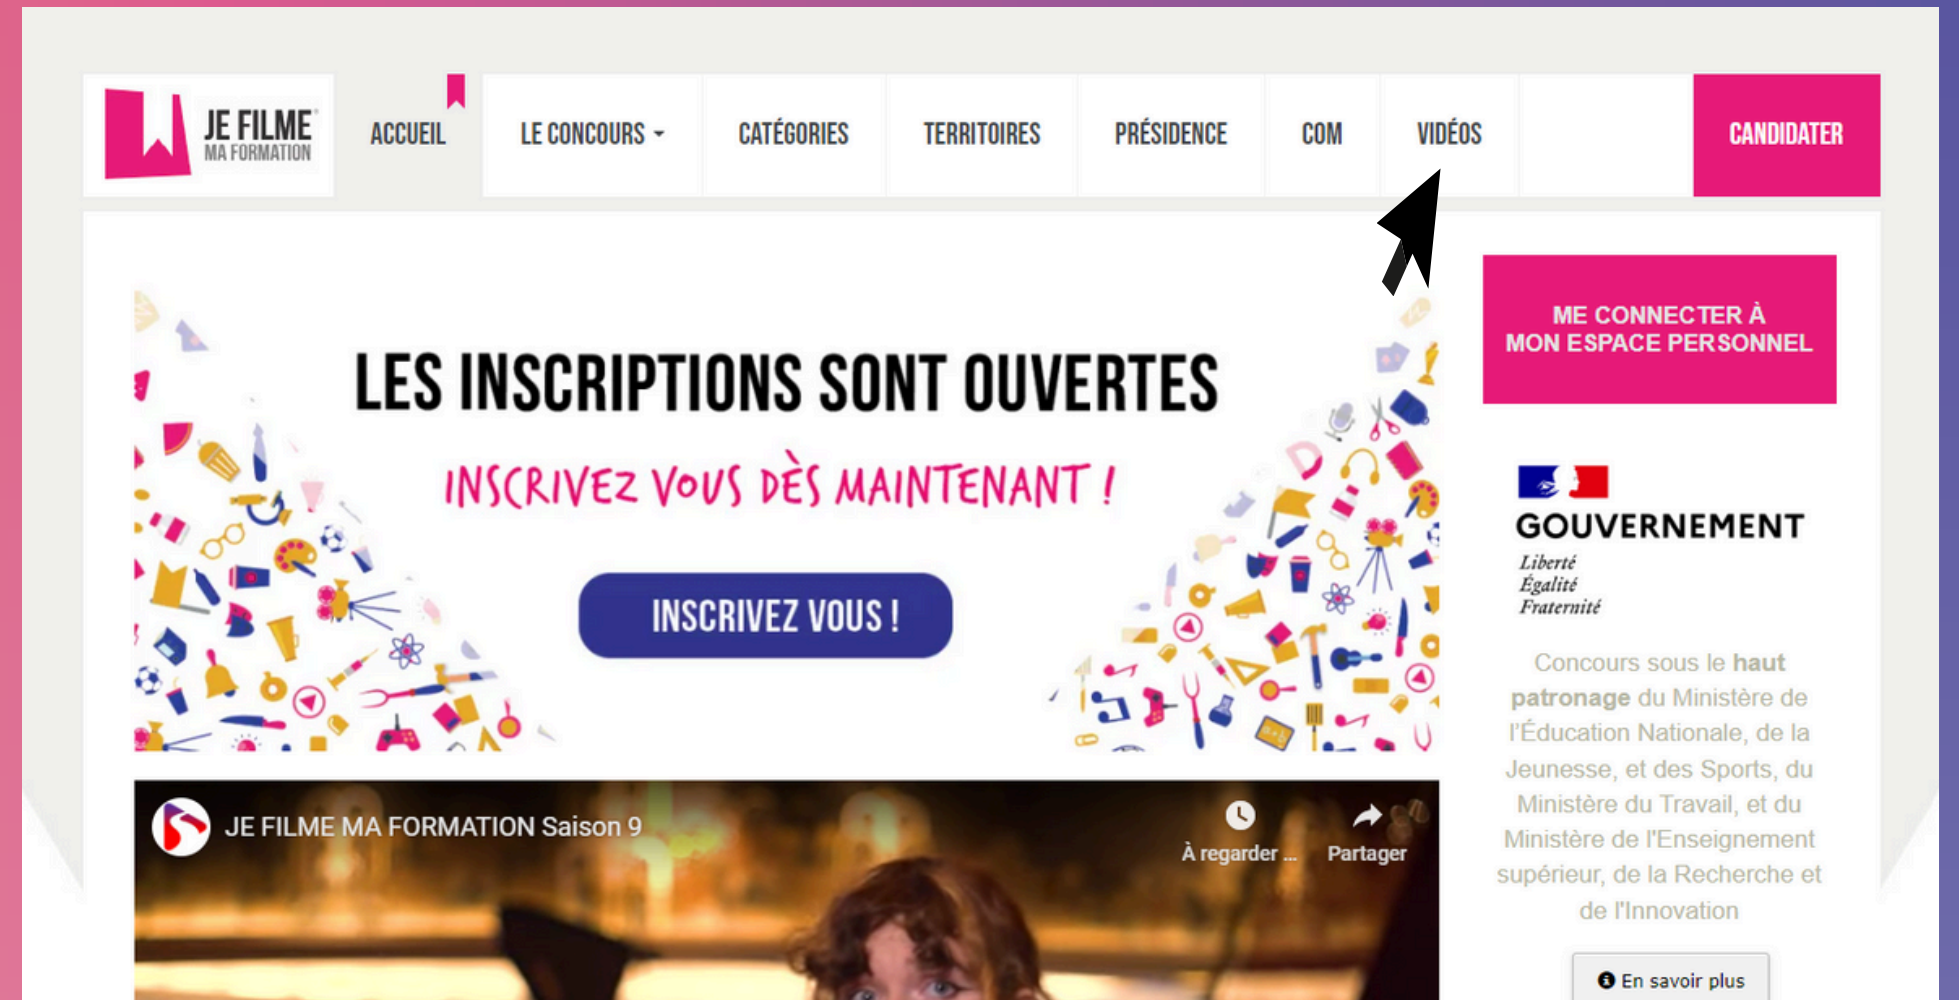 JE FILME
MA FORMATION
ACCUEIL
LE CONCOURS
CATÉGORIES
TERRITOIRES
PRÉSIDENCE
COM
VIDÉOS
CANDIDATER
LES INSCRIPTIONS SONT OUVERTES
INSCRIVEZ VOUS DÈS MAINTENANT !
INSCRIVEZ VOUS !
JE FILME MA FORMATION Saison 9
À regarder ...
Partager
ME CONNECTER À
MON ESPACE PERSONNEL
GOUVERNEMENT
Liberté
Égalité
Fraternité
Concours sous le haut
patronage du Ministère de
l'Éducation Nationale, de la
Jeunesse, et des Sports, du
Ministère du Travail, et du
Ministère de l'Enseignement
supérieur, de la Recherche et
de l'Innovation
En savoir plus